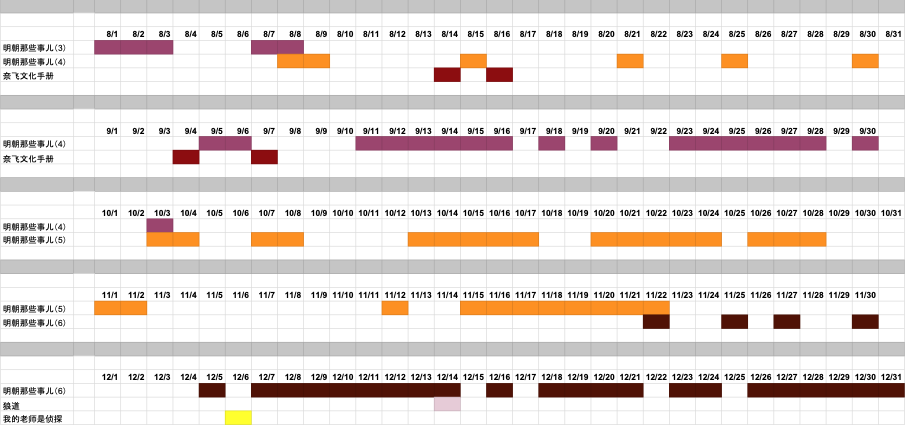 8/1 8/2 8/3 8/4 8/5 8/6 8/7 8/8 8/9 8/10 8/11 8/12 8/13 8/14 8/15 8/16 8/17 8/18 8/19 8/20 8/21 8/22 8/23 8/24 8/25 8/26 8/27 8/28 8/29 8/30 8/31
明朝那些事儿(3)
明朝那些事儿(4)
奈飞文化手册
9/1 9/2 9/3 9/4 9/5 9/6 9/7 9/8 9/9 9/10 9/11 9/12 9/13 9/14 9/15 9/16 9/17 9/18 9/19 9/20 9/21 9/22 9/23 9/24 9/25 9/26 9/27 9/28 9/29 9/30
明朝那些事儿(4)
奈飞文化手册
10/1 10/2 10/3 10/4 10/5 10/6 10/7 10/8 10/9 10/10 10/11 10/12 10/13 10/14 10/15 10/16 10/17 10/18 10/19 10/20 10/21 10/22 10/23 10/24 10/25 10/26 10/27 10/28 10/29 10/30 10/31
明朝那些事儿(4)
明朝那些事儿(5)
11/1 11/2 11/3 11/4 11/5 11/6 11/7 11/8 11/9 11/10 11/11 11/12 11/13 11/14 11/15 11/16 11/17 11/18 11/19 11/20 11/21 11/22 11/23 11/24 11/25 11/26 11/27 11/28 11/29 11/30
明朝那些事儿(5)
明朝那些事儿(6)
12/1 12/2 12/3 12/4 12/5 12/6 12/7 12/8 12/9 12/10 12/11 12/12 12/13 12/14 12/15 12/16 12/17 12/18 12/19 12/20 12/21 12/22 12/23 12/24 12/25 12/26 12/27 12/28 12/29 12/30 12/31
明朝那些事儿(6)
狼道
我的老师是侦探